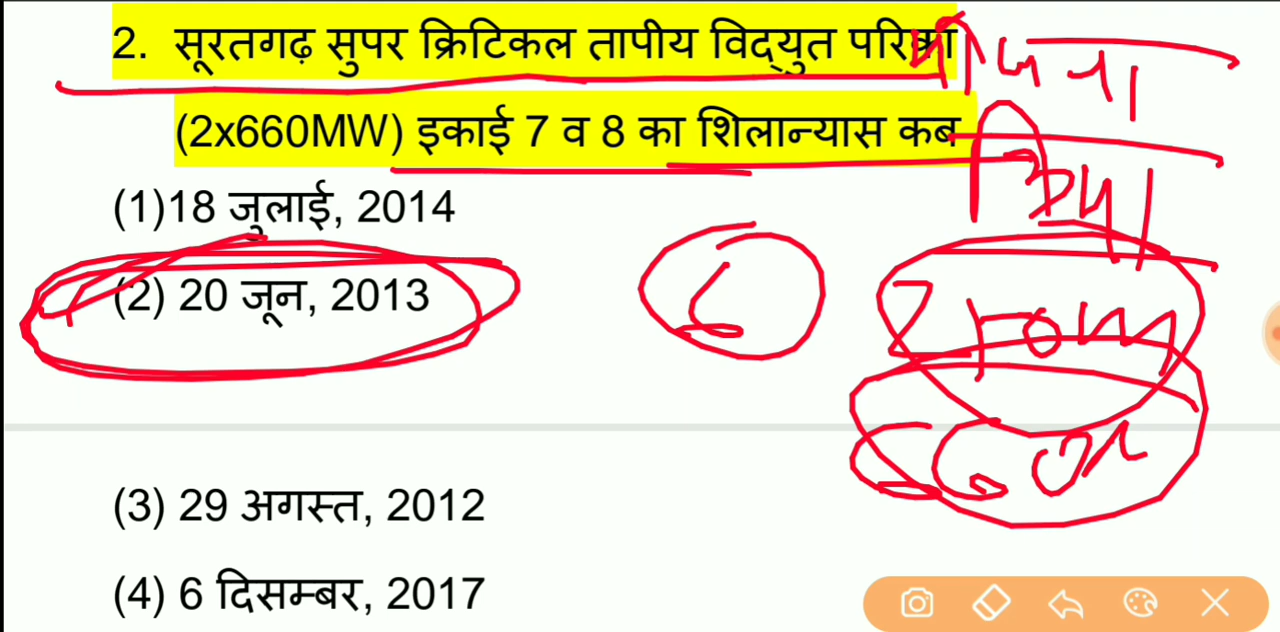 2. सूरतगढ़ सुपर क्रिटिकल तापीय विद्युत परि योजना
(2x660MW) इकाई 7 व 8 का शिलान्यास कब किया
(1)18 जुलाई, 2014
(2) 20 जून, 2013
(3) 29 अगस्त, 2012
(4) 6 दिसम्बर, 2017